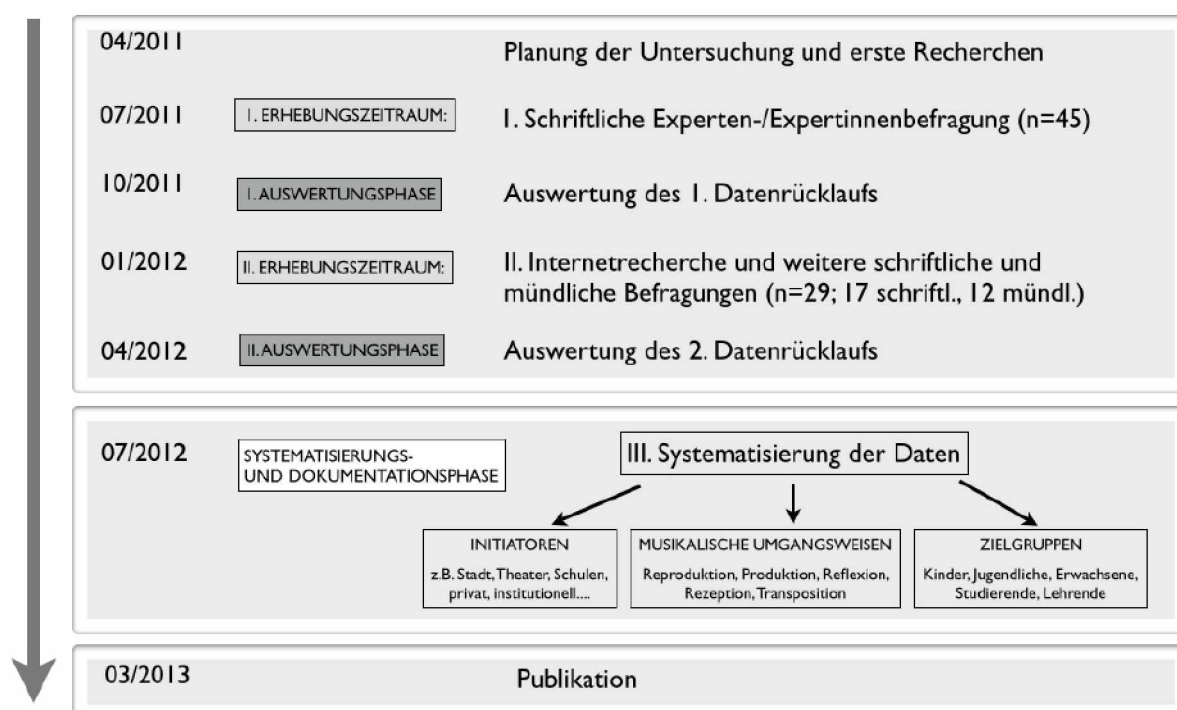 04/2011 Planung der Untersuchung und erste Recherchen
07/2011 I. ERHEBUNGSZEITRAUM: I. Schriftliche Experten-/Expertinnenbefragung (n=45)
10/2011 I. AUSWERTUNGSPHASE Auswertung des 1. Datenrücklaufs
01/2012 II. ERHEBUNGSZEITRAUM: II. Internetrecherche und weitere schriftliche und
mündliche Befragungen (n=29; 17 schriftl., 12 mündl.)
04/2012 II. AUSWERTUNGSPHASE Auswertung des 2. Datenrücklaufs
07/2012 SYSTEMATISIERUNGS-
UND DOKUMENTATIONSPHASE
III. Systematisierung der Daten
INITIATOREN
z.B. Stadt, Theater, Schulen,
privat, institutionell....
MUSIKALISCHE UMGANGSWEISEN
Reproduktion, Produktion, Reflexion,
Rezeption, Transposition
ZIELGRUPPEN
Kinder, Jugendliche, Erwachsene,
Studierende, Lehrende
03/2013 Publikation